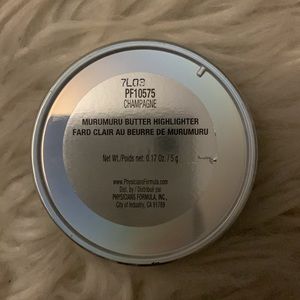 7L03
PF10575
CHAMPAGNE
MURUMURU BUTTER HIGHLIGHTER
FARD CLAIR AU BEURRE DE MURUMURU
Net Wt./Poids net. 0.17 Oz. / 5 g
www.PhysiciansFormula.com
Dist. by / Distribué par
PHYSICIANS FORMULA, INC.,
City of Industry, CA 91789